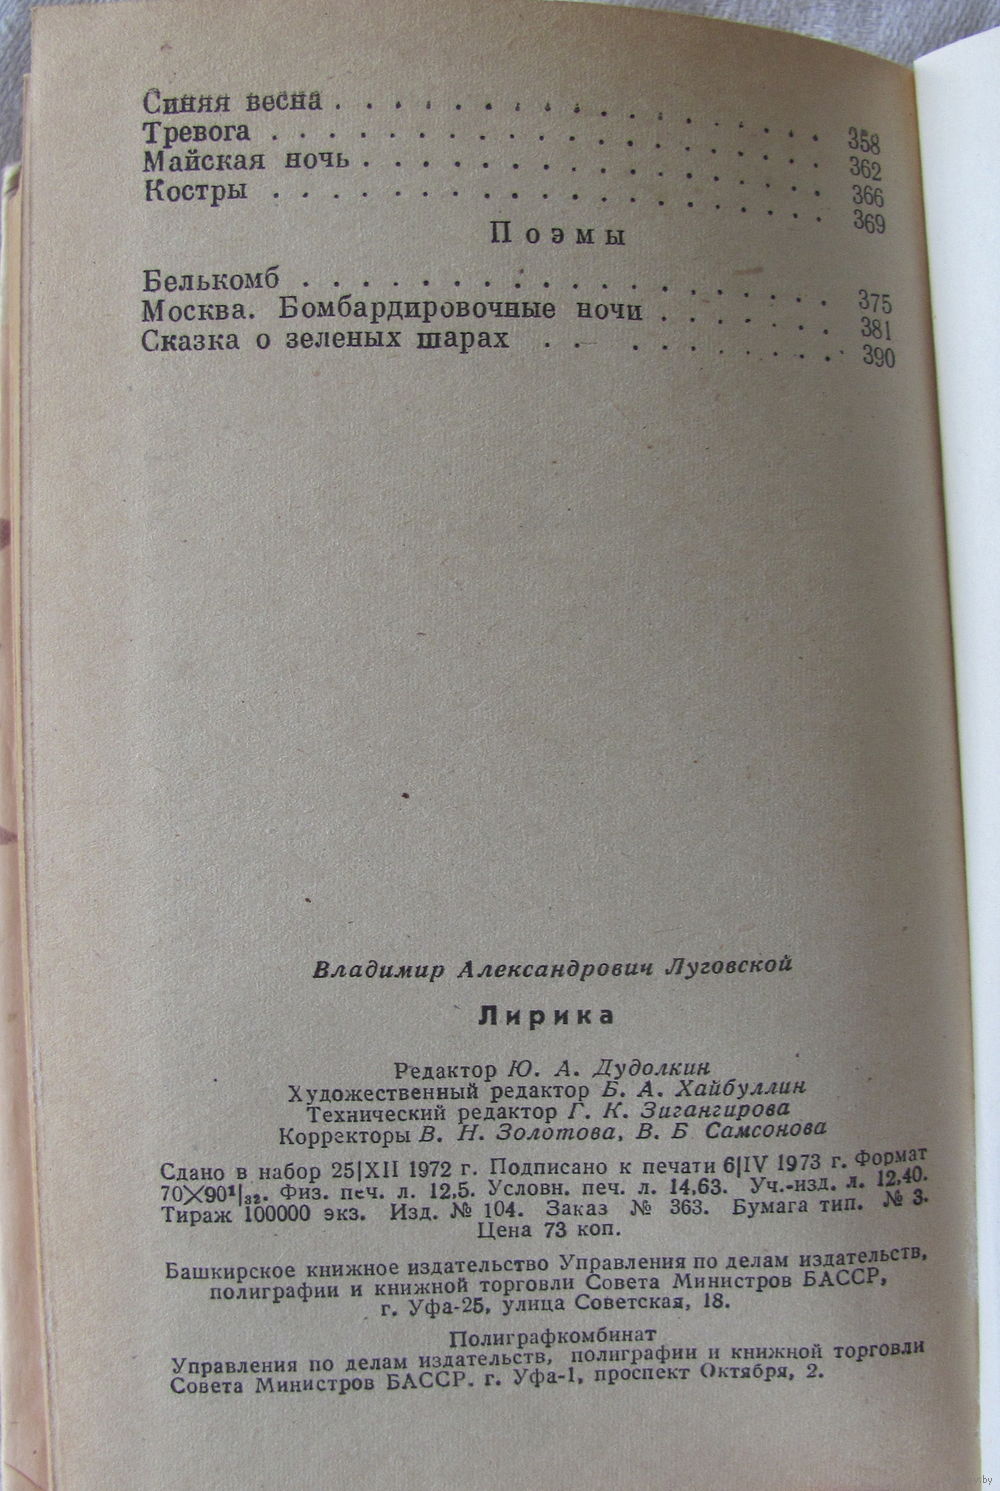 Синяя весна . . . . . . . . . . . . . . . . . 358
Тревога . . . . . . . . . . . . . . . . . . . 362
Майская ночь . . . . . . . . . . . . . . . . 366
Костры . . . . . . . . . . . . . . . . . . . 369
Поэмы
Белькомб . . . . . . . . . . . . . . . . . . 375
Москва. Бомбардировочные ночи . . . . . . 381
Сказка о зеленых шарах . . . . . . . . . . 390
Владимир Александрович Луговской
Лирика
Редактор Ю. А. Дудолкин
Художественный редактор Б. А. Хайбуллин
Технический редактор Г. К. Зигангирова
Корректоры В. Н. Золотова, В. Б Самсонова
Сдано в набор 25|XII 1972 г. Подписано к печати 6|IV 1973 г. Формат
70×90¹|₃₂. Физ. печ. л. 12,5. Условн. печ. л. 14,63. Уч.-изд. л. 12,40.
Тираж 100000 экз. Изд. № 104. Заказ № 363. Бумага тип. № 3.
Цена 73 коп.
Башкирское книжное издательство Управления по делам издательств,
полиграфии и книжной торговли Совета Министров БАССР,
г. Уфа-25, улица Советская, 18.
Полиграфкомбинат
Управления по делам издательств, полиграфии и книжной торговли
Совета Министров БАССР. г. Уфа-1, проспект Октября, 2.